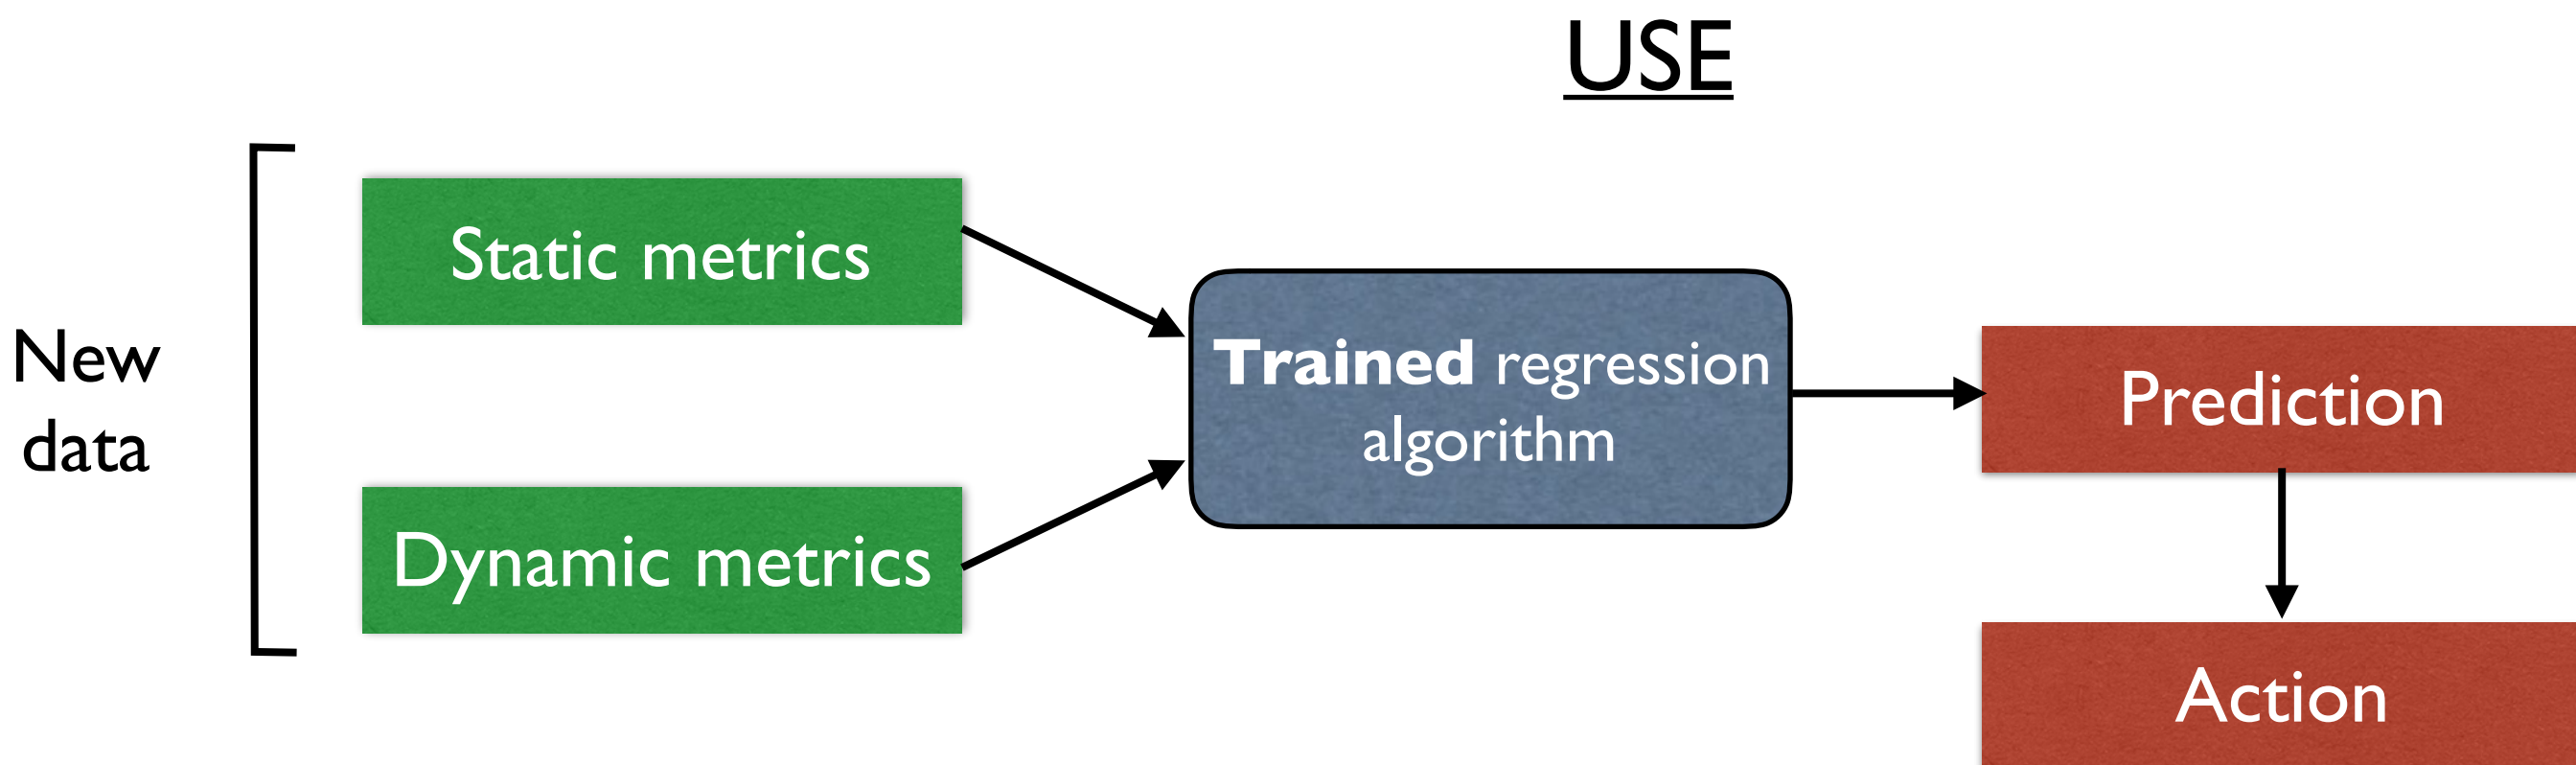 USE
New
data
Static metrics
Dynamic metrics
Trained regression
algorithm
Prediction
Action